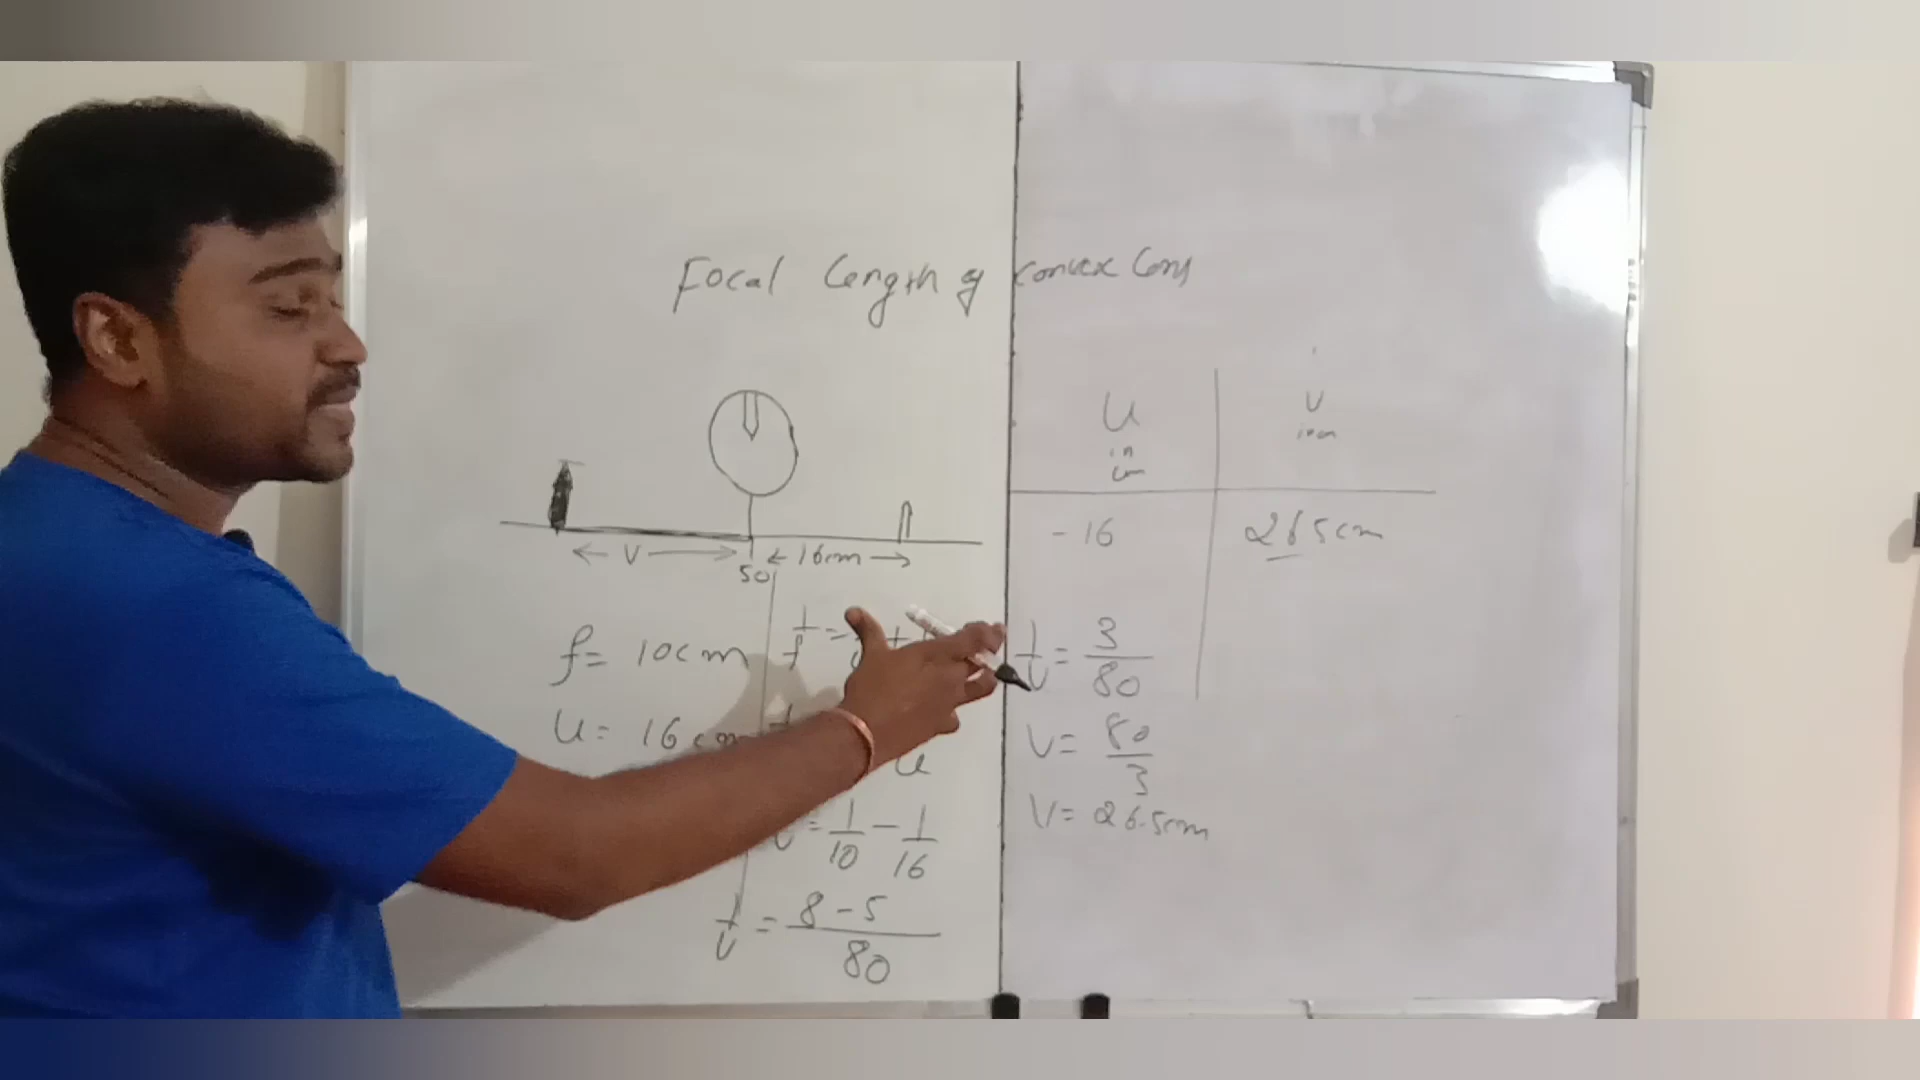 Focal Length of convex Lens
U
in
cm
V
in cm
-16
26.5cm
V
16cm
50
f= 10cm
U= 16cm
1/f =
1/V = 3/80
V= 80/3
V= 26.5cm
u
= 1/10 - 1/16
1/V = 8-5/80